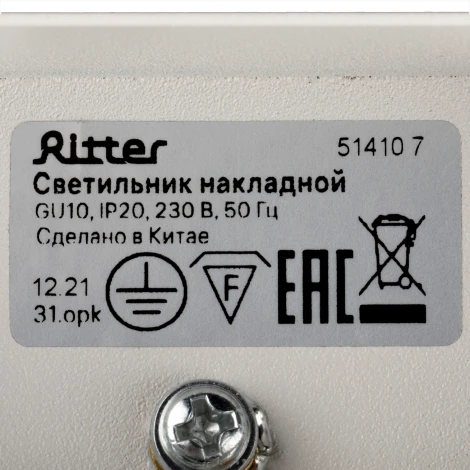 Ritter 51410 7
Светильник накладной
GU10, IP20, 230 В, 50 Гц
Сделано в Китае
12.21
31.opk
F
EAC